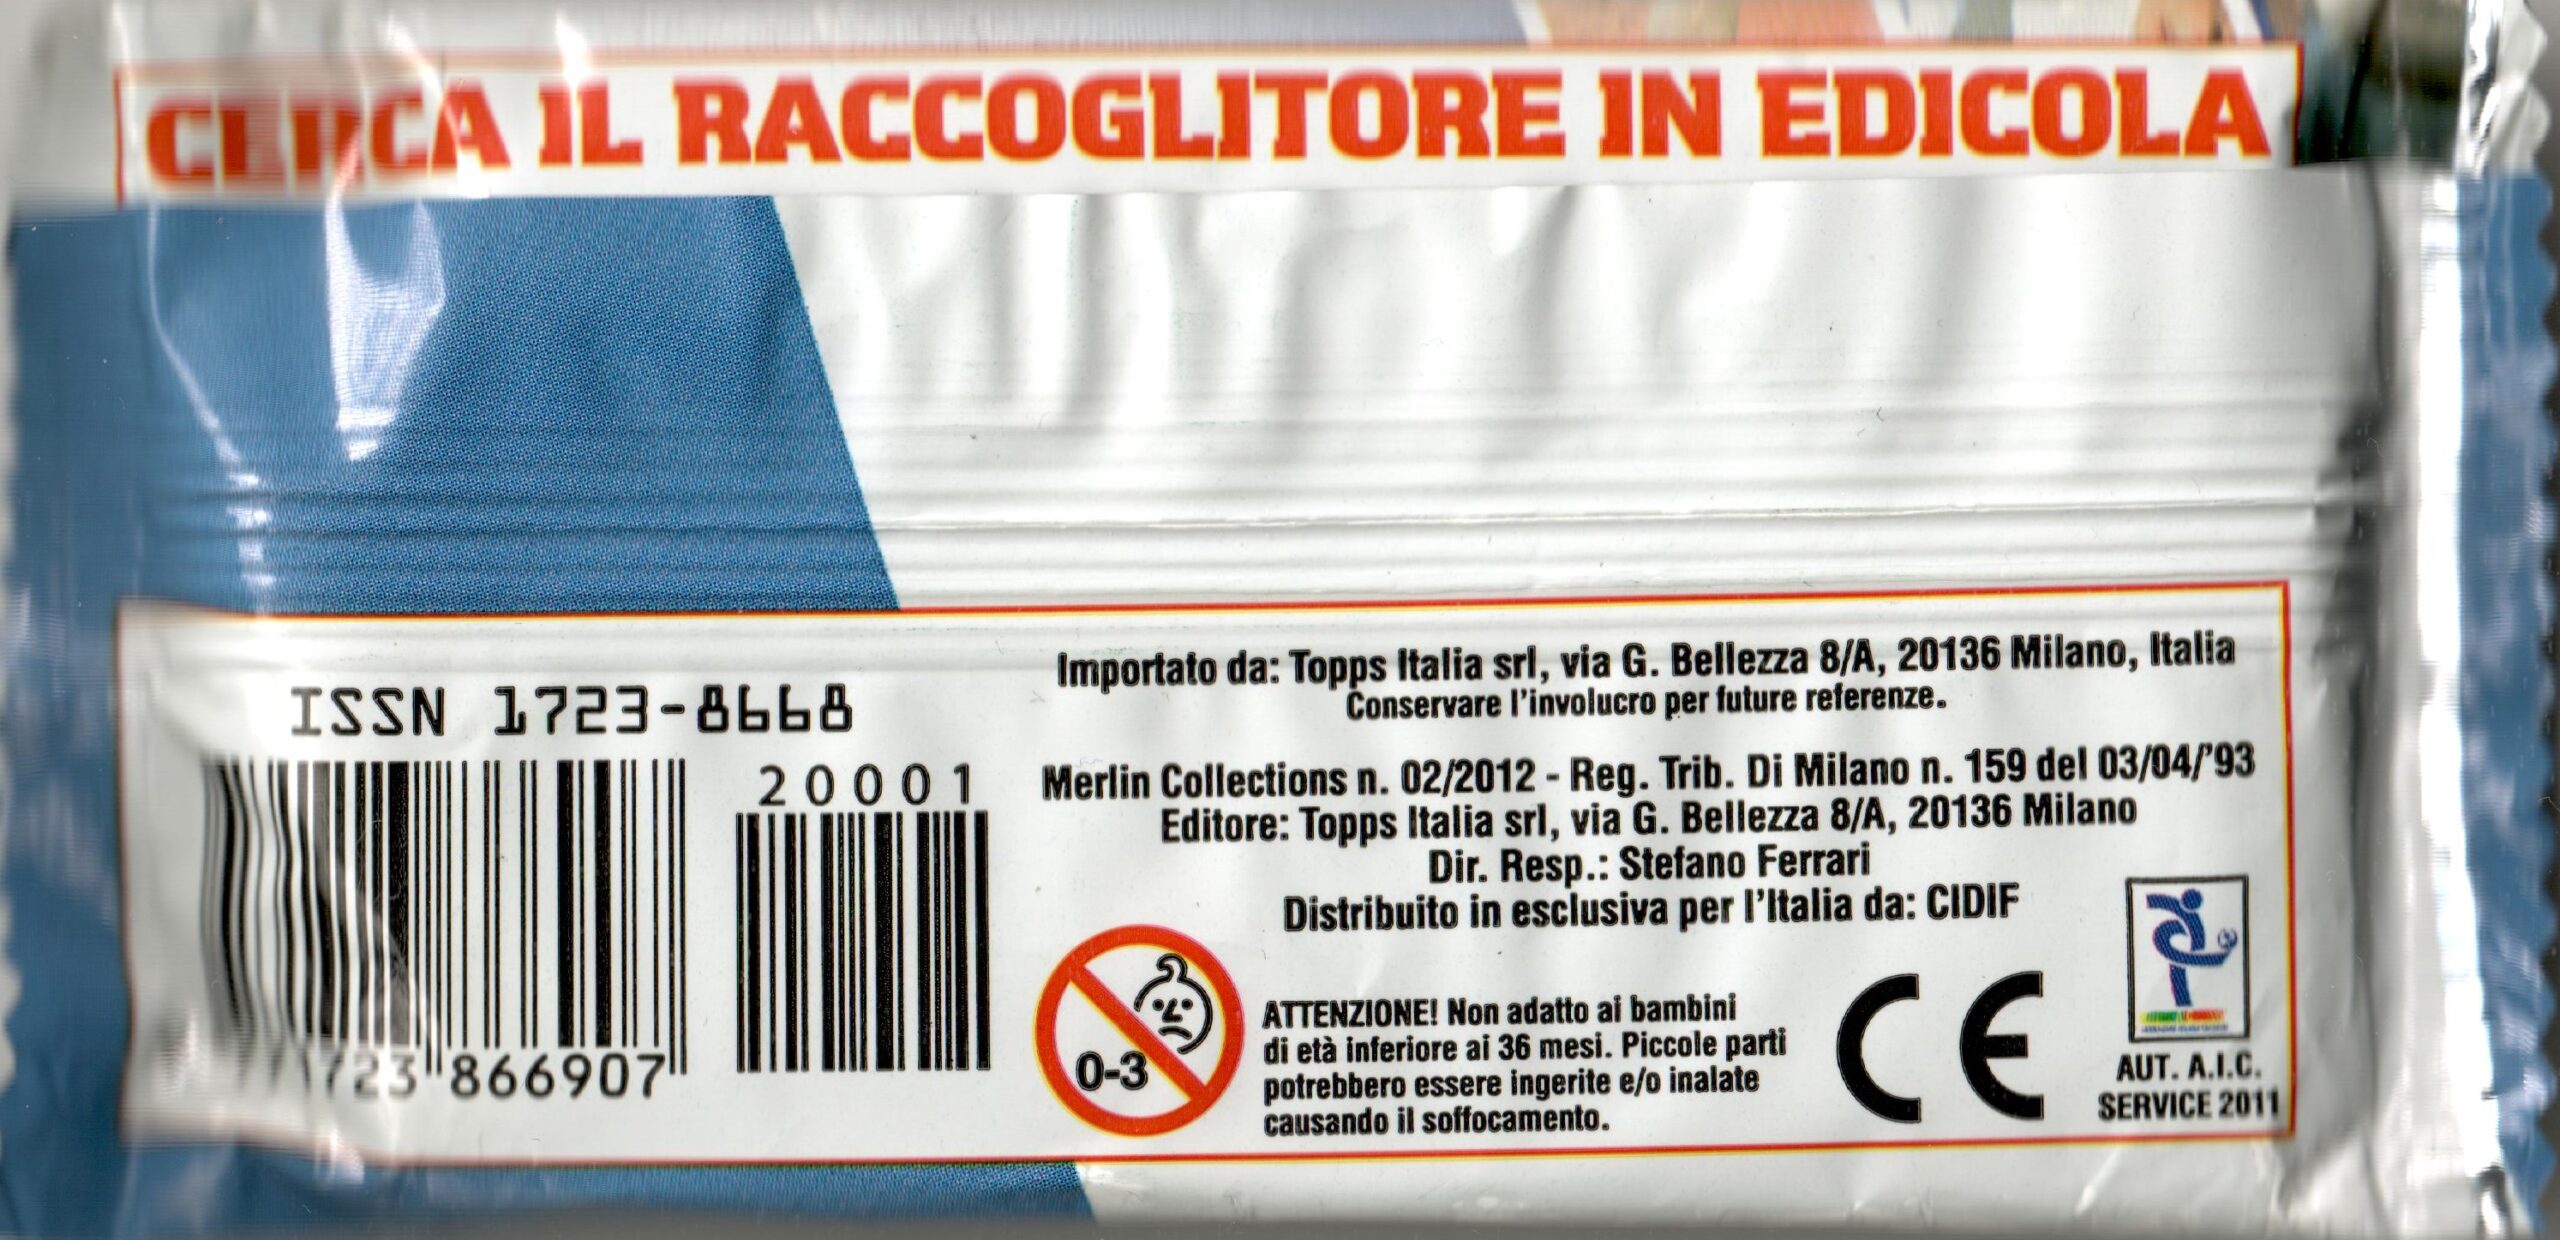 CERCA IL RACCOGLITORE IN EDICOLA
ISSN 1723-8668
20001
723 866907
Importato da: Topps Italia srl, via G. Bellezza 8/A, 20136 Milano, Italia
Conservare l'involucro per future referenze.
Merlin Collections n. 02/2012 - Reg. Trib. Di Milano n. 159 del 03/04/'93
Editore: Topps Italia srl, via G. Bellezza 8/A, 20136 Milano
Dir. Resp.: Stefano Ferrari
Distribuito in esclusiva per l'Italia da: CIDIF
0-3
ATTENZIONE! Non adatto ai bambini
di età inferiore ai 36 mesi. Piccole parti
potrebbero essere ingerite e/o inalate
causando il soffocamento.
CE
AUT. A.I.C.
SERVICE 2011